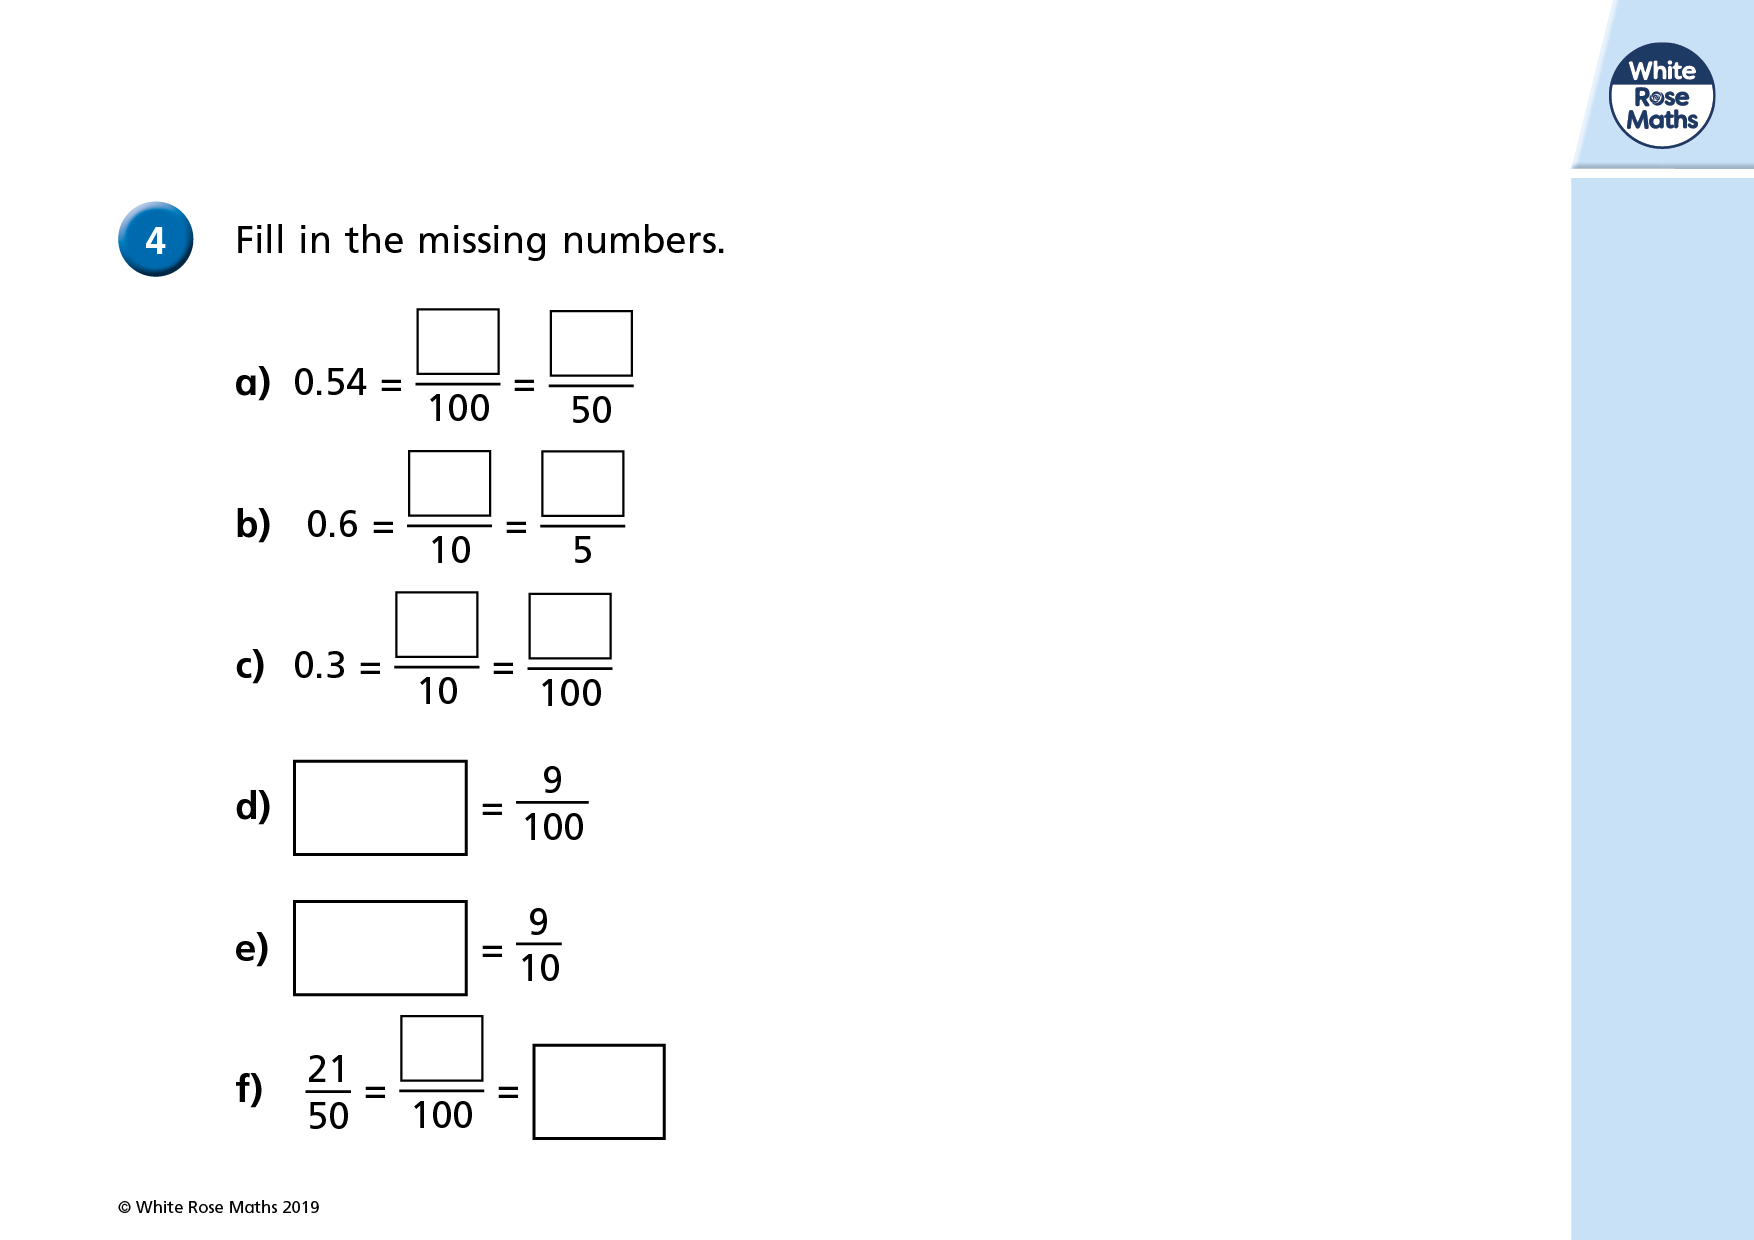 White
Rose
Maths
4 Fill in the missing numbers.
a) 0.54 = /100 = /50
b) 0.6 = /10 = /5
c) 0.3 = /10 = /100
d) = 9/100
e) = 9/10
f) 21/50 = /100 =
© White Rose Maths 2019